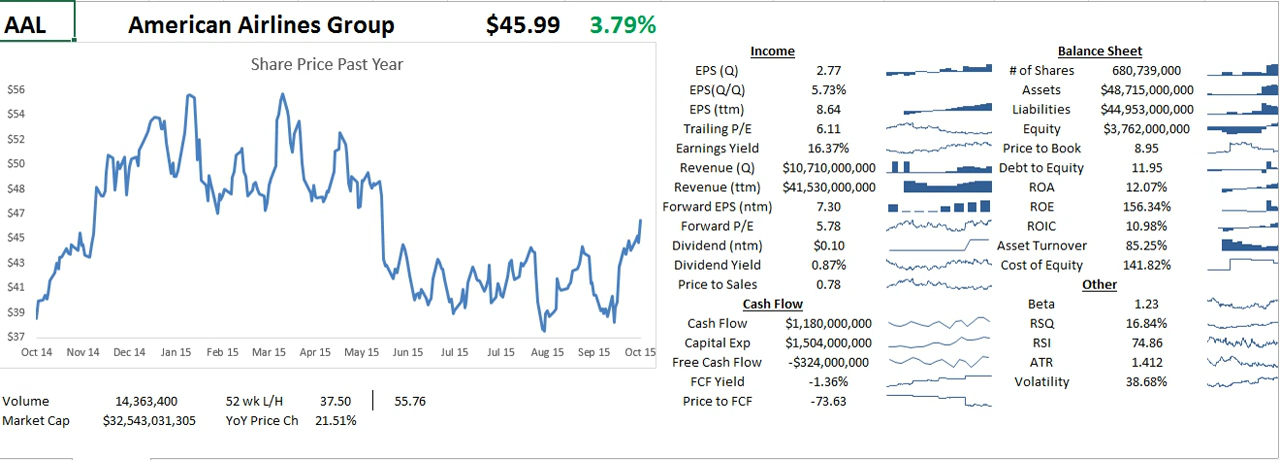 AAL American Airlines Group $45.99 3.79%
Share Price Past Year
$56
$54
$52
$50
$48
$47
$45
$43
$41
$39
$37
Oct 14 Nov 14 Dec 14 Jan 15 Feb 15 Mar 15 Apr 15 May 15 Jun 15 Jul 15 Jul 15 Aug 15 Sep 15 Oct 15
Volume 14,363,400 52 wk L/H 37.50 55.76
Market Cap $32,543,031,305 YoY Price Ch 21.51%
Income
EPS (Q) 2.77
EPS(Q/Q) 5.73%
EPS (ttm) 8.64
Trailing P/E 6.11
Earnings Yield 16.37%
Revenue (Q) $10,710,000,000
Revenue (ttm) $41,530,000,000
Forward EPS (ntm) 7.30
Forward P/E 5.78
Dividend (ntm) $0.10
Dividend Yield 0.87%
Price to Sales 0.78
Cash Flow
Cash Flow $1,180,000,000
Capital Exp $1,504,000,000
Free Cash Flow -$324,000,000
FCF Yield -1.36%
Price to FCF -73.63
Balance Sheet
# of Shares 680,739,000
Assets $48,715,000,000
Liabilities $44,953,000,000
Equity $3,762,000,000
Price to Book 8.95
Debt to Equity 11.95
ROA 12.07%
ROE 156.34%
ROIC 10.98%
Asset Turnover 85.25%
Cost of Equity 141.82%
Other
Beta 1.23
RSQ 16.84%
RSI 74.86
ATR 1.412
Volatility 38.68%